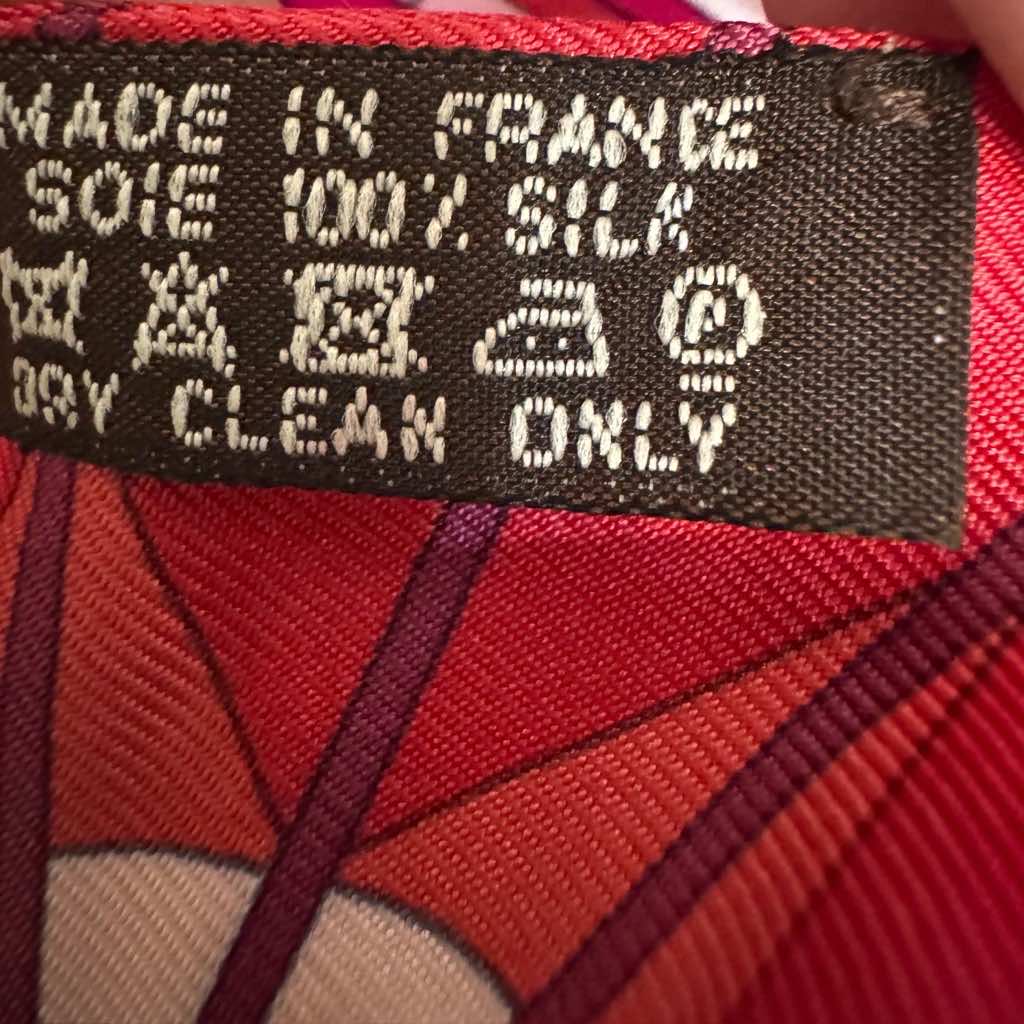 MADE IN FRANCE
SOIE 100% SILK
P
DRY CLEAN ONLY